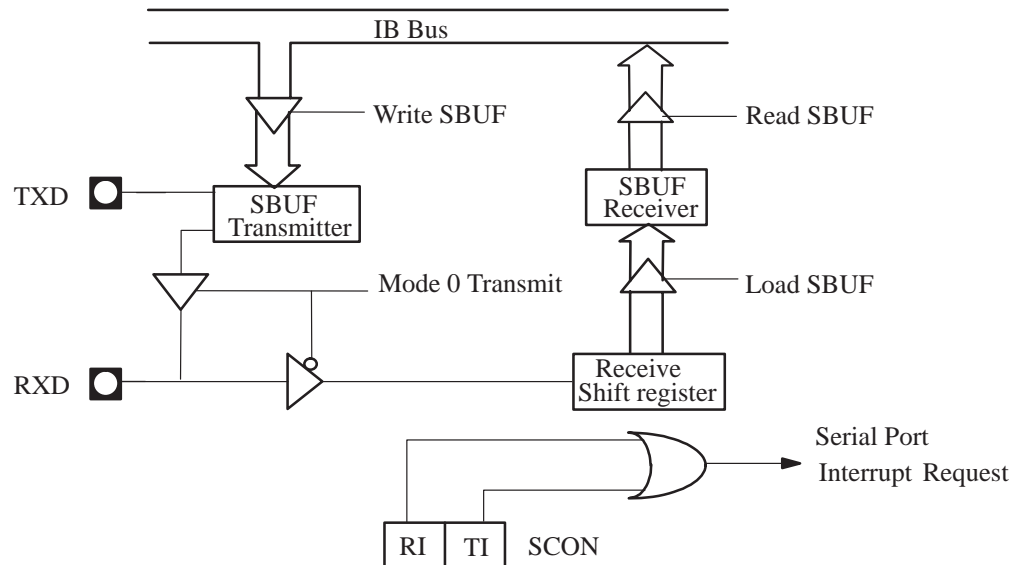 IB Bus
Write SBUF
Read SBUF
TXD
SBUF
Transmitter
SBUF
Receiver
Mode 0 Transmit
Load SBUF
RXD
Receive
Shift register
Serial Port
Interrupt Request
RI TI SCON